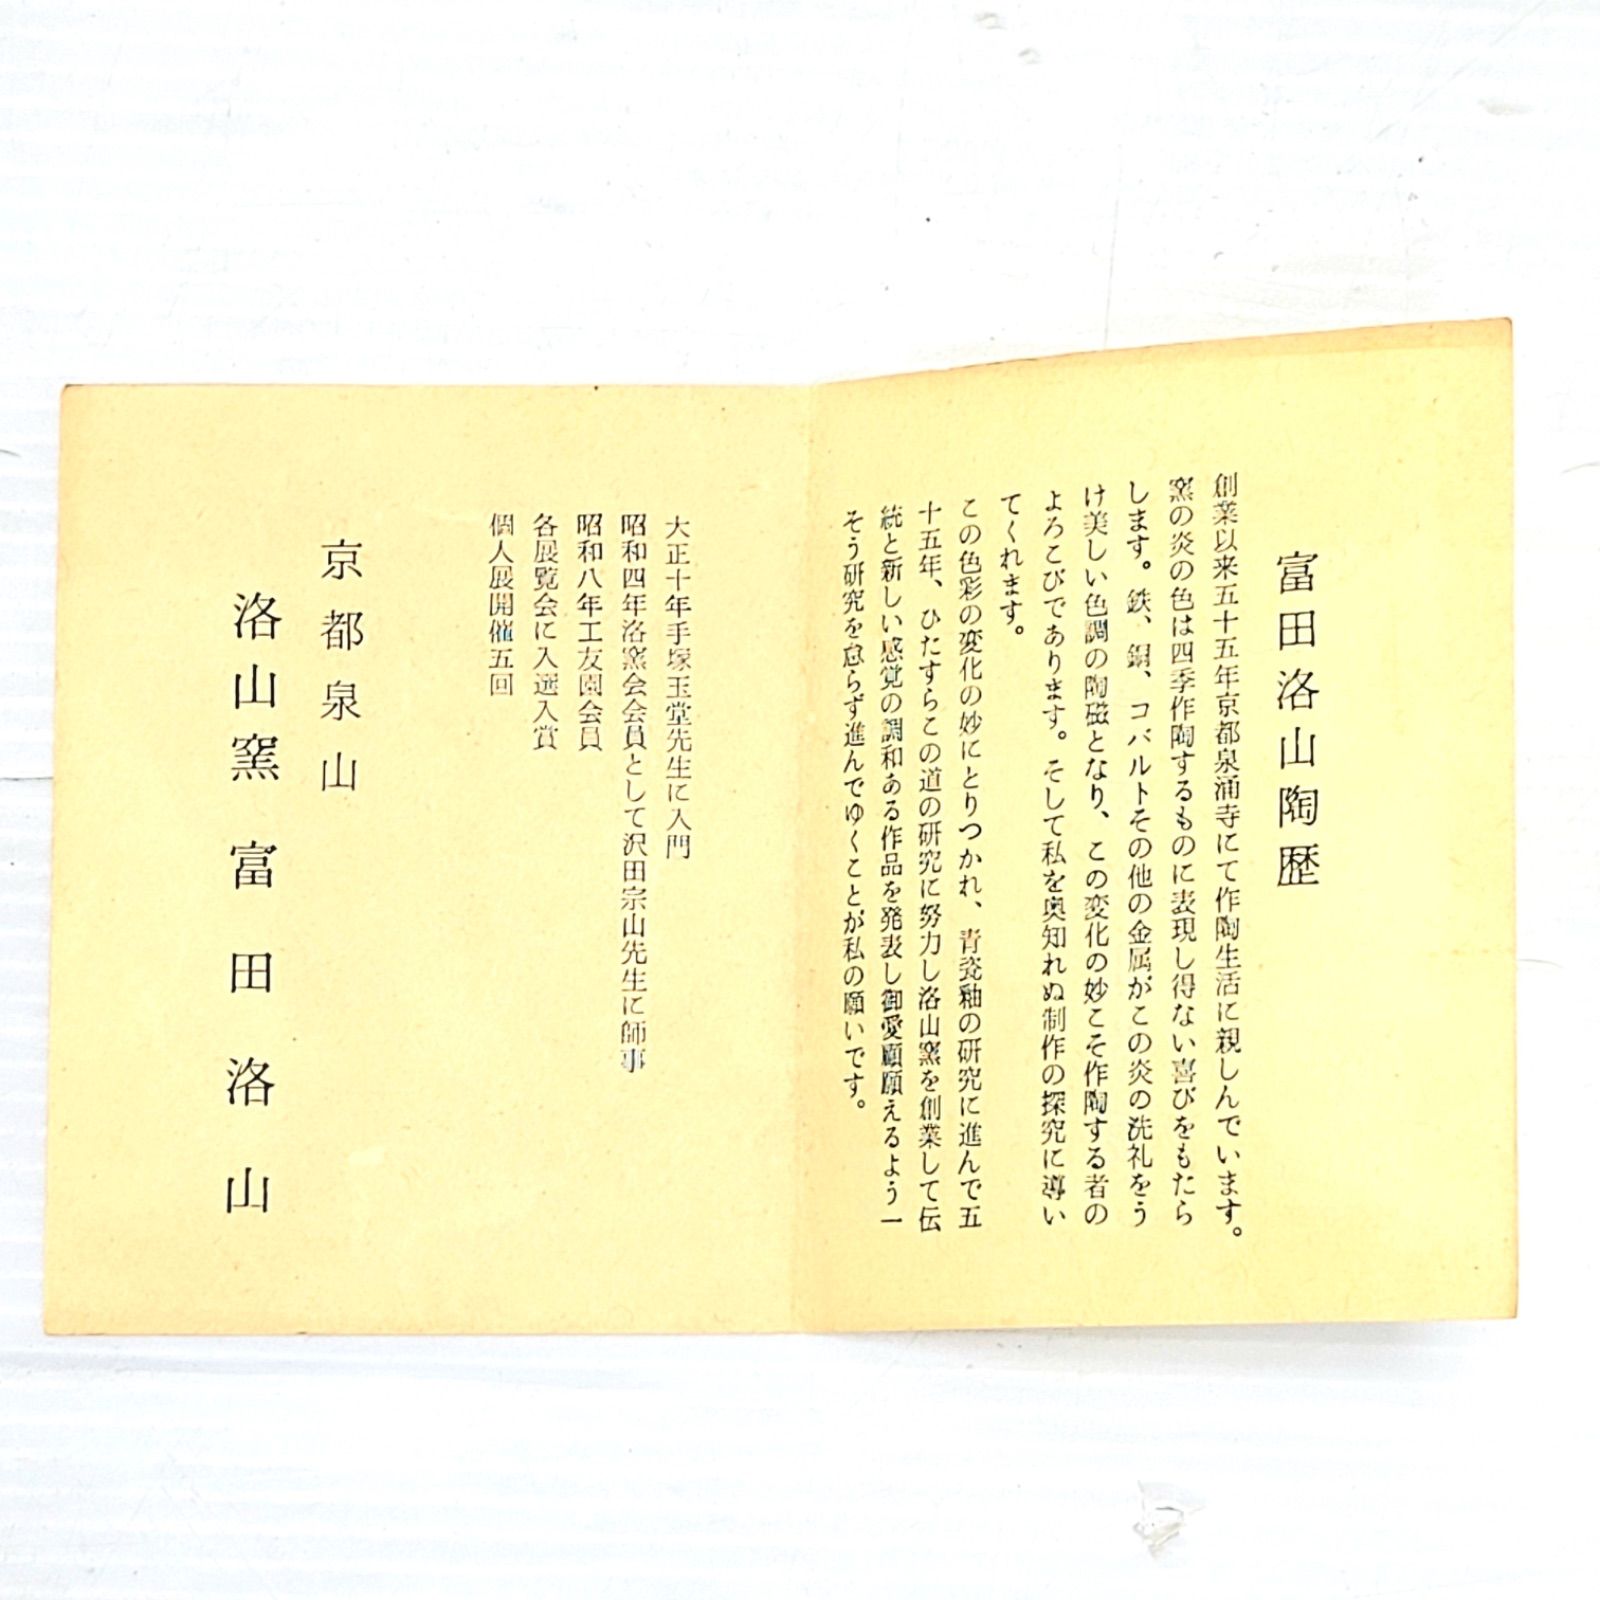 富田洛山陶歴
創業以来五十五年京都泉涌寺にて作陶生活に親しんでいます。
窯の炎の色は四季作陶するものに表現し得ない喜びをもたら
します。鉄、銅、コバルトその他の金属がこの炎の洗礼をう
け美しい色調の陶磁となり、この変化の妙こそ作陶する者の
よろこびであります。そして私を奥知れぬ制作の探究に導い
てくれます。
この色彩の変化の妙にとりつかれ、青瓷釉の研究に進んで五
十五年、ひたすらこの道の研究に努力し洛山窯を創業して伝
統と新しい感覚の調和ある作品を発表し御愛願願えるよう一
そう研究を怠らず進んでゆくことが私の願いです。
大正十年手塚玉堂先生に入門
昭和四年洛窯会会員として沢田宗山先生に師事
昭和八年工友園会員
各展覧会に入選入賞
個人展開催五回
京都泉山
洛山窯 富田洛山